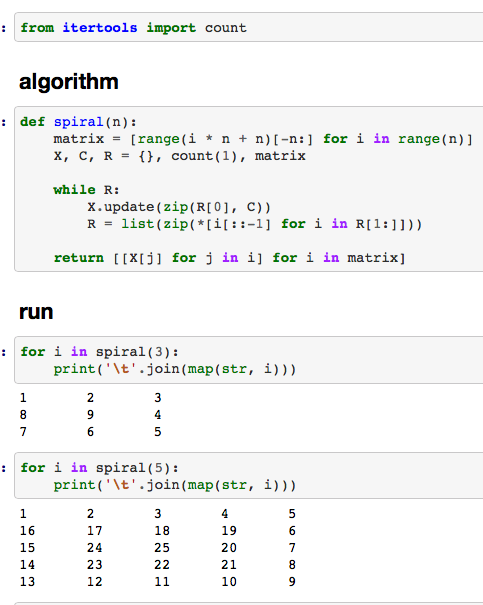 : from itertools import count
algorithm
: def spiral(n):
    matrix = [range(i * n + n)[-n:] for i in range(n)]
    X, C, R = {}, count(1), matrix

    while R:
        X.update(zip(R[0], C))
        R = list(zip(*[i[::-1] for i in R[1:]]))

    return [[X[j] for j in i] for i in matrix]
run
: for i in spiral(3):
    print('\t'.join(map(str, i)))
1	2	3
8	9	4
7	6	5
: for i in spiral(5):
    print('\t'.join(map(str, i)))
1	2	3	4	5
16	17	18	19	6
15	24	25	20	7
14	23	22	21	8
13	12	11	10	9